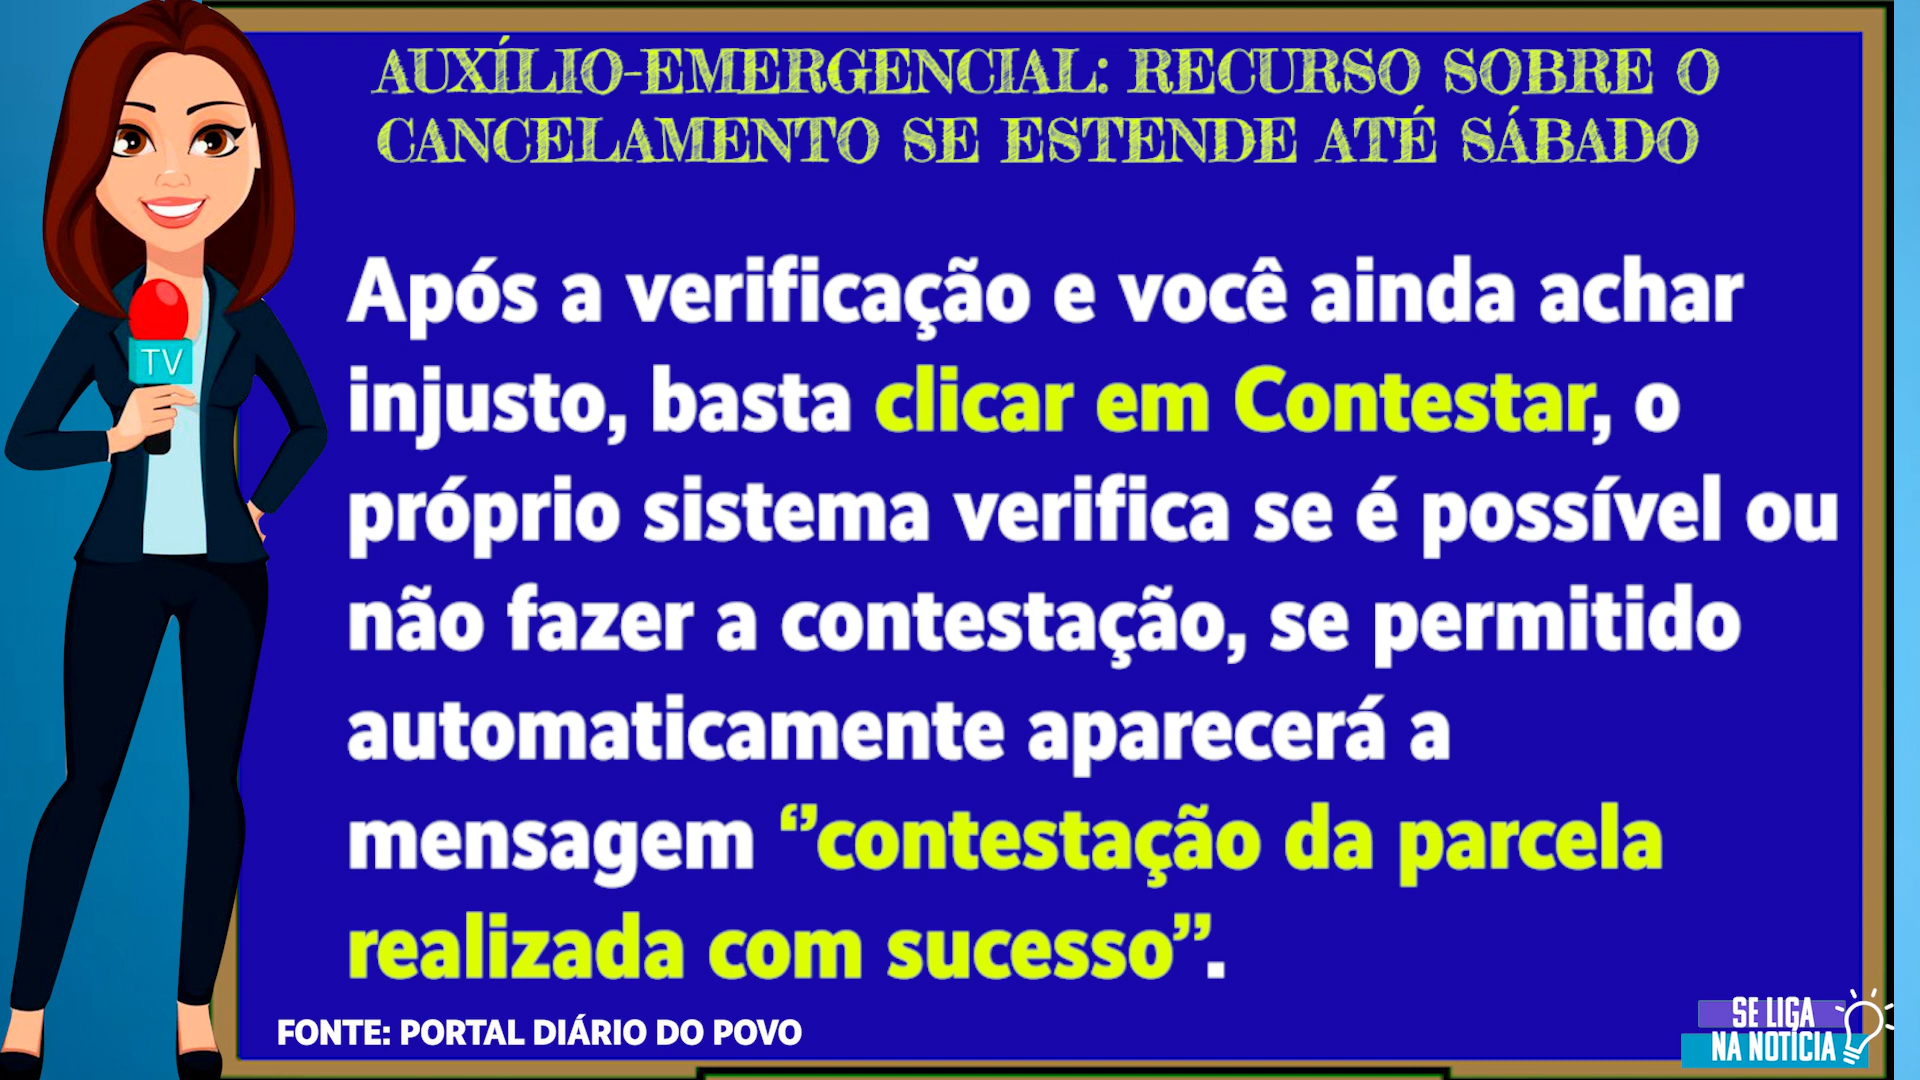 AUXÍLIO-EMERGENCIAL: RECURSO SOBRE O
CANCELAMENTO SE ESTENDE ATÉ SÁBADO
Após a verificação e você ainda achar
injusto, basta clicar em Contestar, o
próprio sistema verifica se é possível ou
não fazer a contestação, se permitido
automaticamente aparecerá a
mensagem ‘’contestação da parcela
realizada com sucesso’’.
TV
FONTE: PORTAL DIÁRIO DO POVO
SE LIGA
NA NOTÍCIA